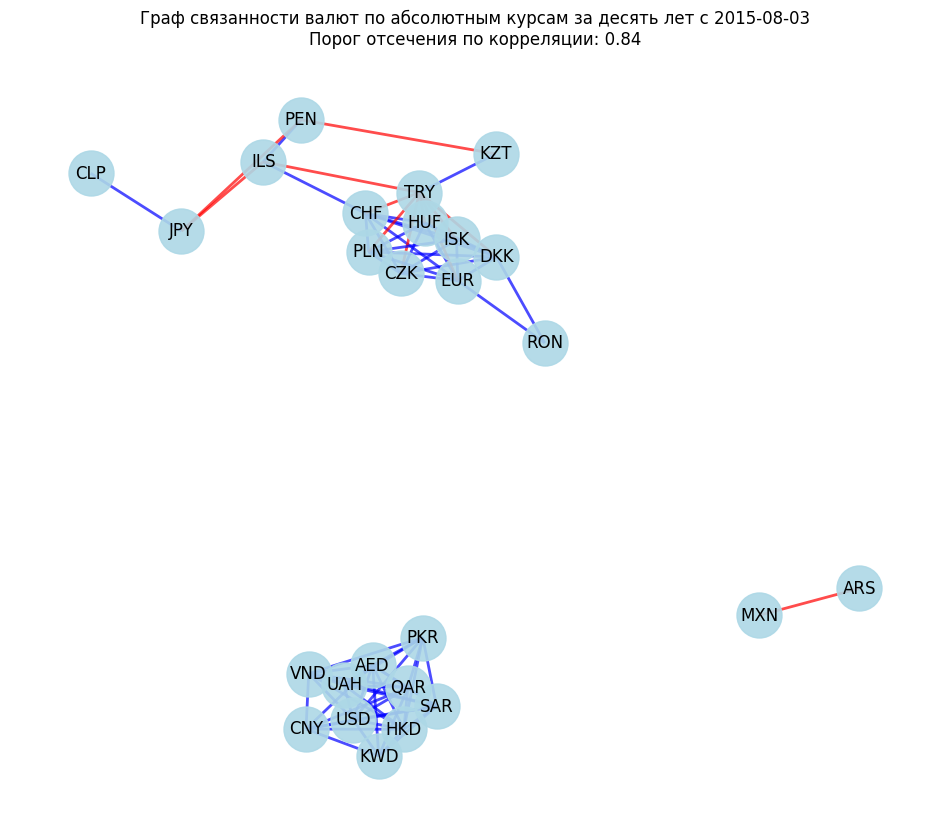 Граф связанности валют по абсолютным курсам за десять лет с 2015-08-03
Порог отсечения по корреляции: 0.84
PEN
KZT
ILS
CLP
TRY
CHF
HUF
JPY
ISK
PLN
DKK
CZK
EUR
RON
ARS
MXN
PKR
AED
VND
UAH
QAR
SAR
USD
CNY
HKD
KWD